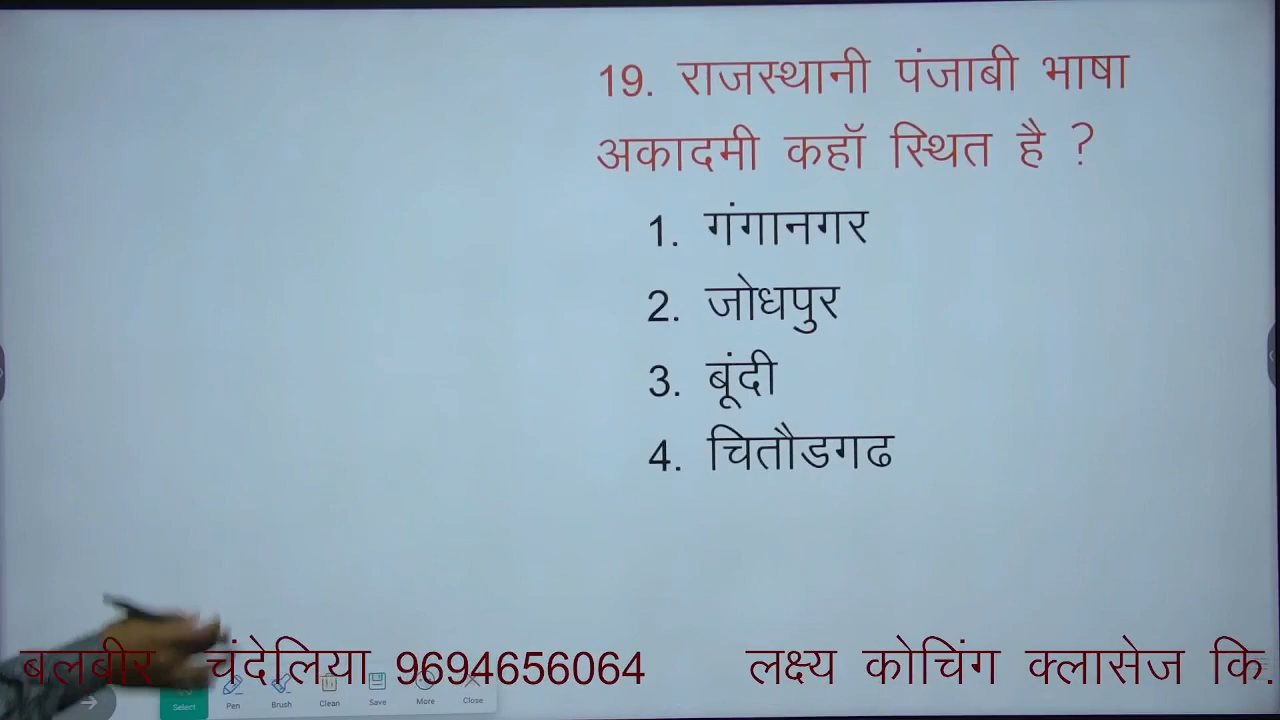 19. राजस्थानी पंजाबी भाषा
अकादमी कहॉ स्थित है ?
1. गंगानगर
2. जोधपुर
3. बूंदी
4. चितौडगढ
बलबीर चंदेलिया 9694656064 लक्ष्य कोचिंग क्लासेज कि.
Select Pen Brush Clean Save More Close